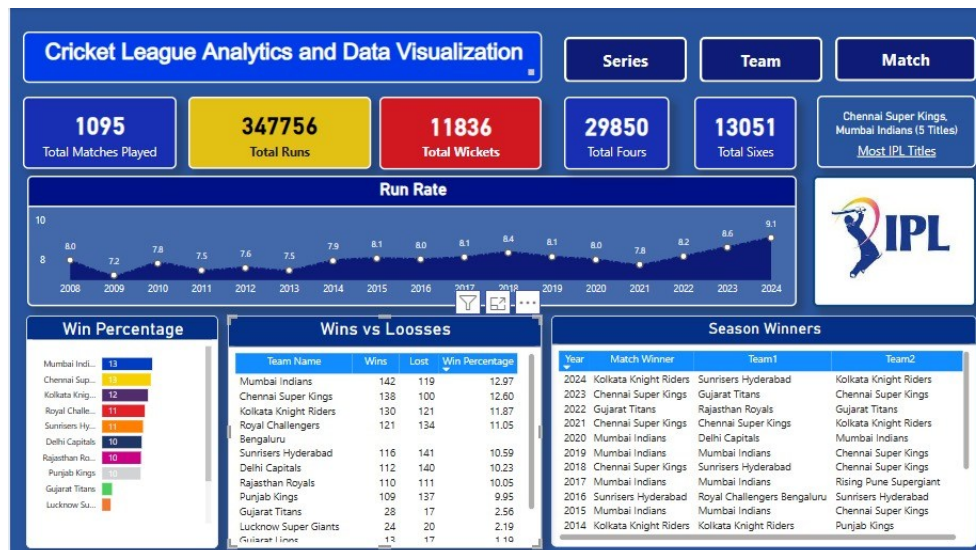 Cricket League Analytics and Data Visualization
Series
Team
Match
1095
Total Matches Played
347756
Total Runs
11836
Total Wickets
29850
Total Fours
13051
Total Sixes
Chennai Super Kings,
Mumbai Indians (5 Titles)
Most IPL Titles
Run Rate
10
8
8.0 7.2 7.8 7.5 7.6 7.5 7.9 8.1 8.0 8.1 8.4 8.1 8.0 7.8 8.2 8.6 9.1
2008 2009 2010 2011 2012 2013 2014 2015 2016 2017 2018 2019 2020 2021 2022 2023 2024
IPL
Win Percentage
Mumbai Indi... 13
Chennai Sup... 13
Kolkata Knig... 12
Royal Challe... 11
Sunrisers Hy... 11
Delhi Capitals 10
Rajasthan Ro... 10
Punjab Kings 10
Gujarat Titans
Lucknow Su...
Wins vs Loosses
Team Name Wins Lost Win Percentage
Mumbai Indians 142 119 12.97
Chennai Super Kings 138 100 12.60
Kolkata Knight Riders 130 121 11.87
Royal Challengers 121 134 11.05
Bengaluru
Sunrisers Hyderabad 116 141 10.59
Delhi Capitals 112 140 10.23
Rajasthan Royals 110 111 10.05
Punjab Kings 109 137 9.95
Gujarat Titans 28 17 2.56
Lucknow Super Giants 24 20 2.19
Gujarat Lions 13 17 1.19
Season Winners
Year Match Winner Team1 Team2
2024 Kolkata Knight Riders Sunrisers Hyderabad Kolkata Knight Riders
2023 Chennai Super Kings Gujarat Titans Chennai Super Kings
2022 Gujarat Titans Rajasthan Royals Gujarat Titans
2021 Chennai Super Kings Chennai Super Kings Kolkata Knight Riders
2020 Mumbai Indians Delhi Capitals Mumbai Indians
2019 Mumbai Indians Mumbai Indians Chennai Super Kings
2018 Chennai Super Kings Sunrisers Hyderabad Chennai Super Kings
2017 Mumbai Indians Mumbai Indians Rising Pune Supergiant
2016 Sunrisers Hyderabad Royal Challengers Bengaluru Sunrisers Hyderabad
2015 Mumbai Indians Mumbai Indians Chennai Super Kings
2014 Kolkata Knight Riders Kolkata Knight Riders Punjab Kings